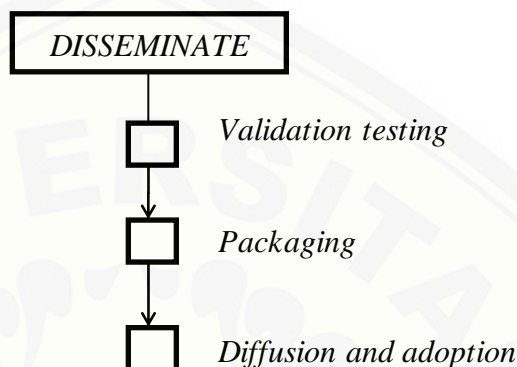 DISSEMINATE
Validation testing
Packaging
Diffusion and adoption